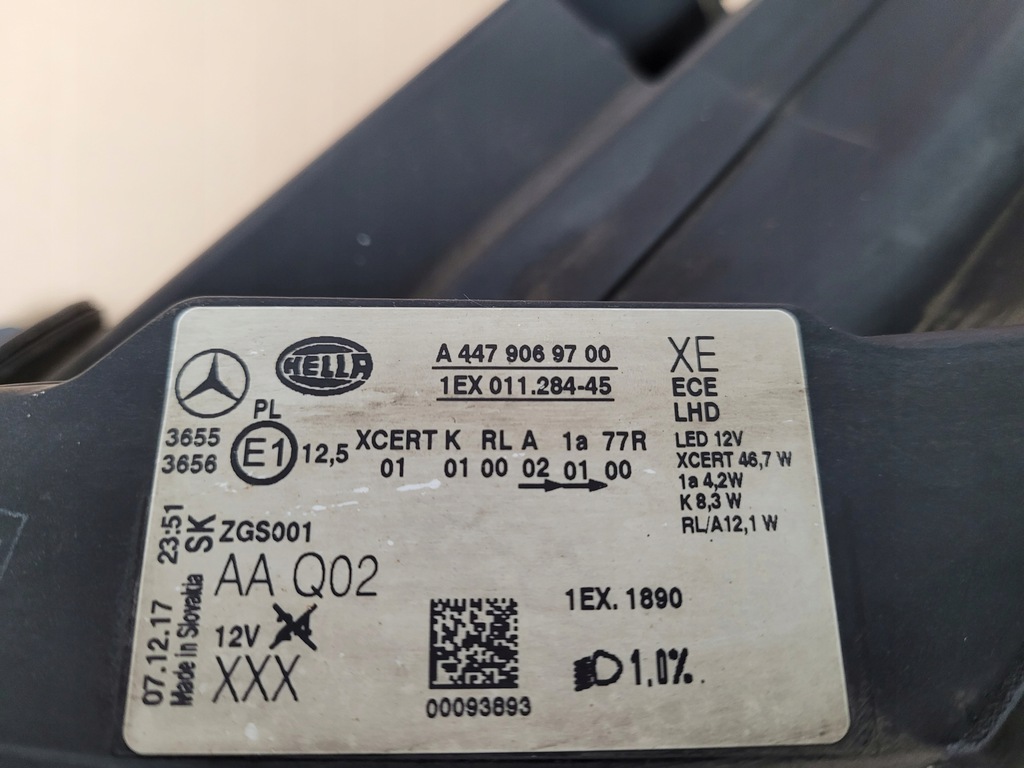 HELLA
A 447 906 97 00
1EX 011.284-45
XE
ECE
LHD
PL
3655
3656
E1
12,5
XCERT K RL A 1a 77R
01 01 00 02 01 00
LED 12V
XCERT 46,7 W
1a 4,2W
K 8,3 W
RL/A12,1 W
07.12.17 23:51
Made in Slovakia SK
ZGS001
AA Q02
12V
XXX
00093893
1EX. 1890
1,0%